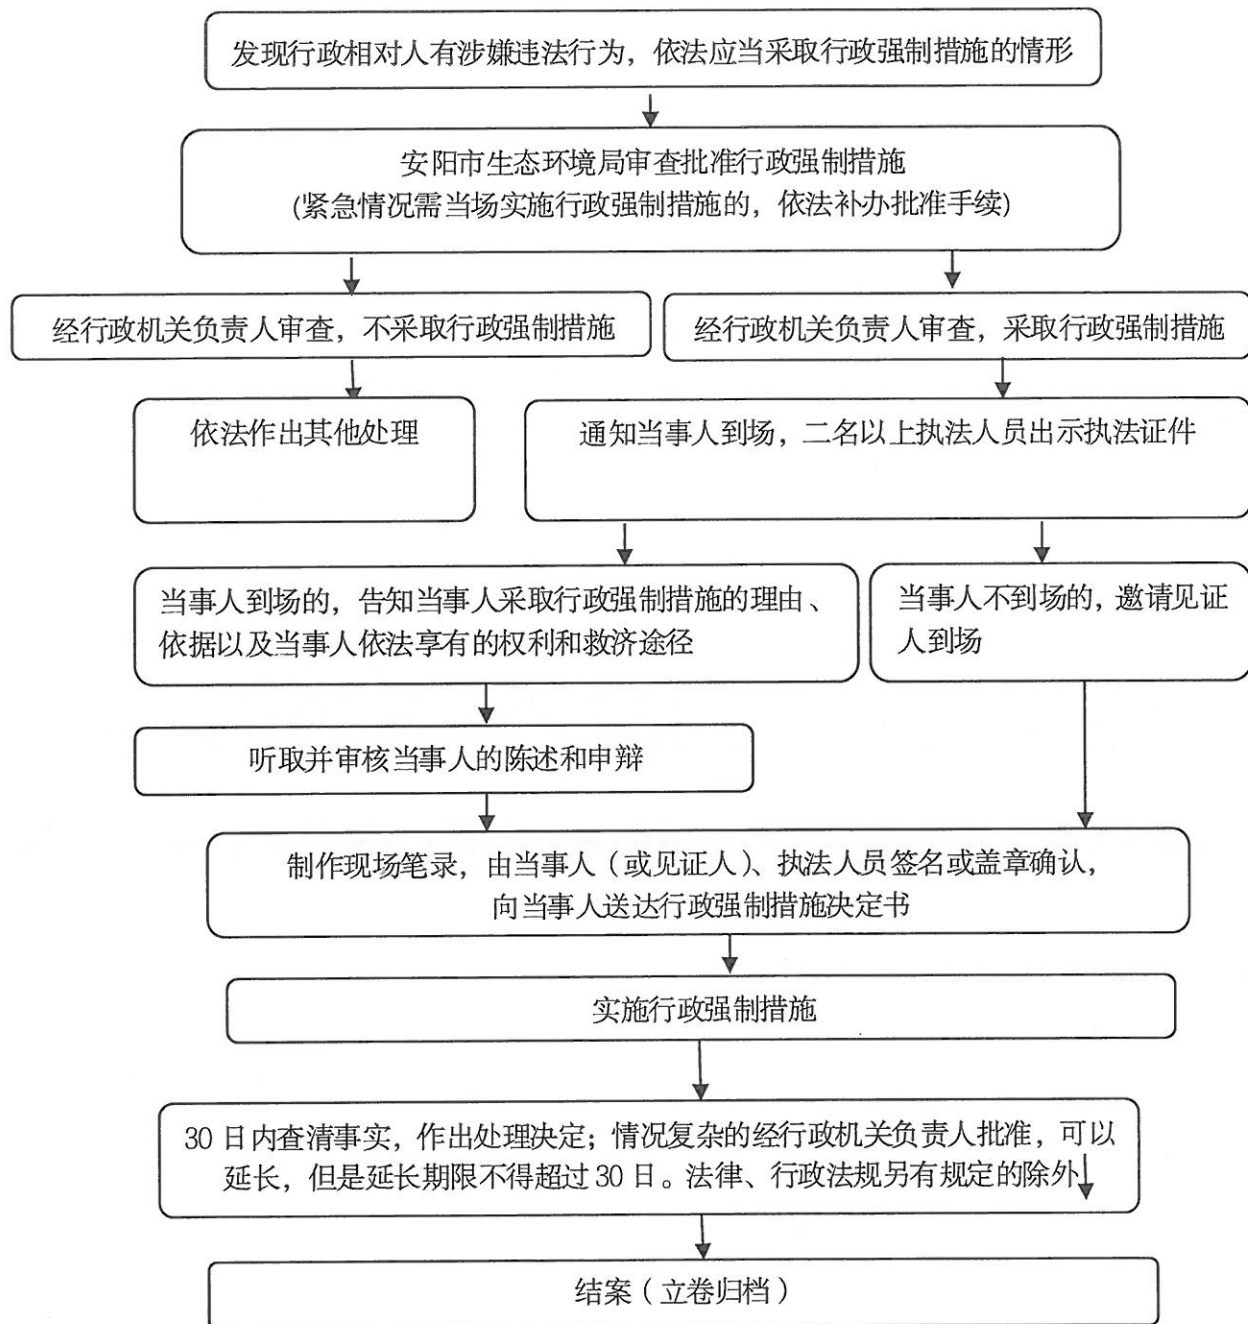 发现行政相对人有涉嫌违法行为，依法应当采取行政强制措施的情形
安阳市生态环境局审查批准行政强制措施
(紧急情况需当场实施行政强制措施的，依法补办批准手续)
经行政机关负责人审查，不采取行政强制措施
经行政机关负责人审查，采取行政强制措施
依法作出其他处理
通知当事人到场，二名以上执法人员出示执法证件
当事人到场的，告知当事人采取行政强制措施的理由、
依据以及当事人依法享有的权利和救济途径
当事人不到场的，邀请见证
人到场
听取并审核当事人的陈述和申辩
制作现场笔录，由当事人（或见证人）、执法人员签名或盖章确认，
向当事人送达行政强制措施决定书
实施行政强制措施
30 日内查清事实，作出处理决定；情况复杂的经行政机关负责人批准，可以
延长，但是延长期限不得超过 30 日。法律、行政法规另有规定的除外
结案（立卷归档）